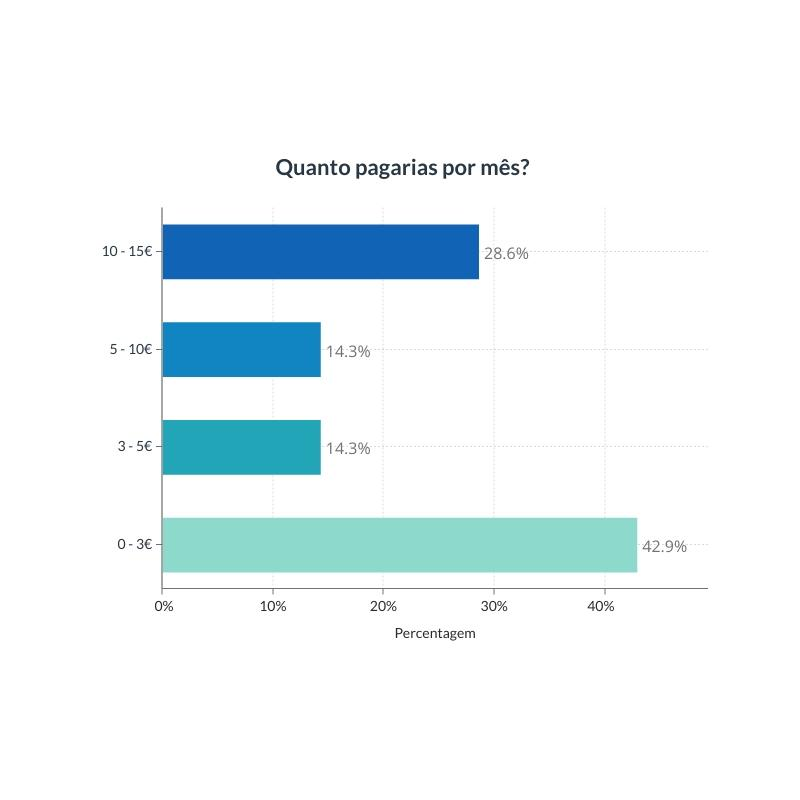 Quanto pagarias por mês?
10 - 15€
28.6%
5 - 10€
14.3%
3 - 5€
14.3%
0 - 3€
42.9%
0% 10% 20% 30% 40%
Percentagem